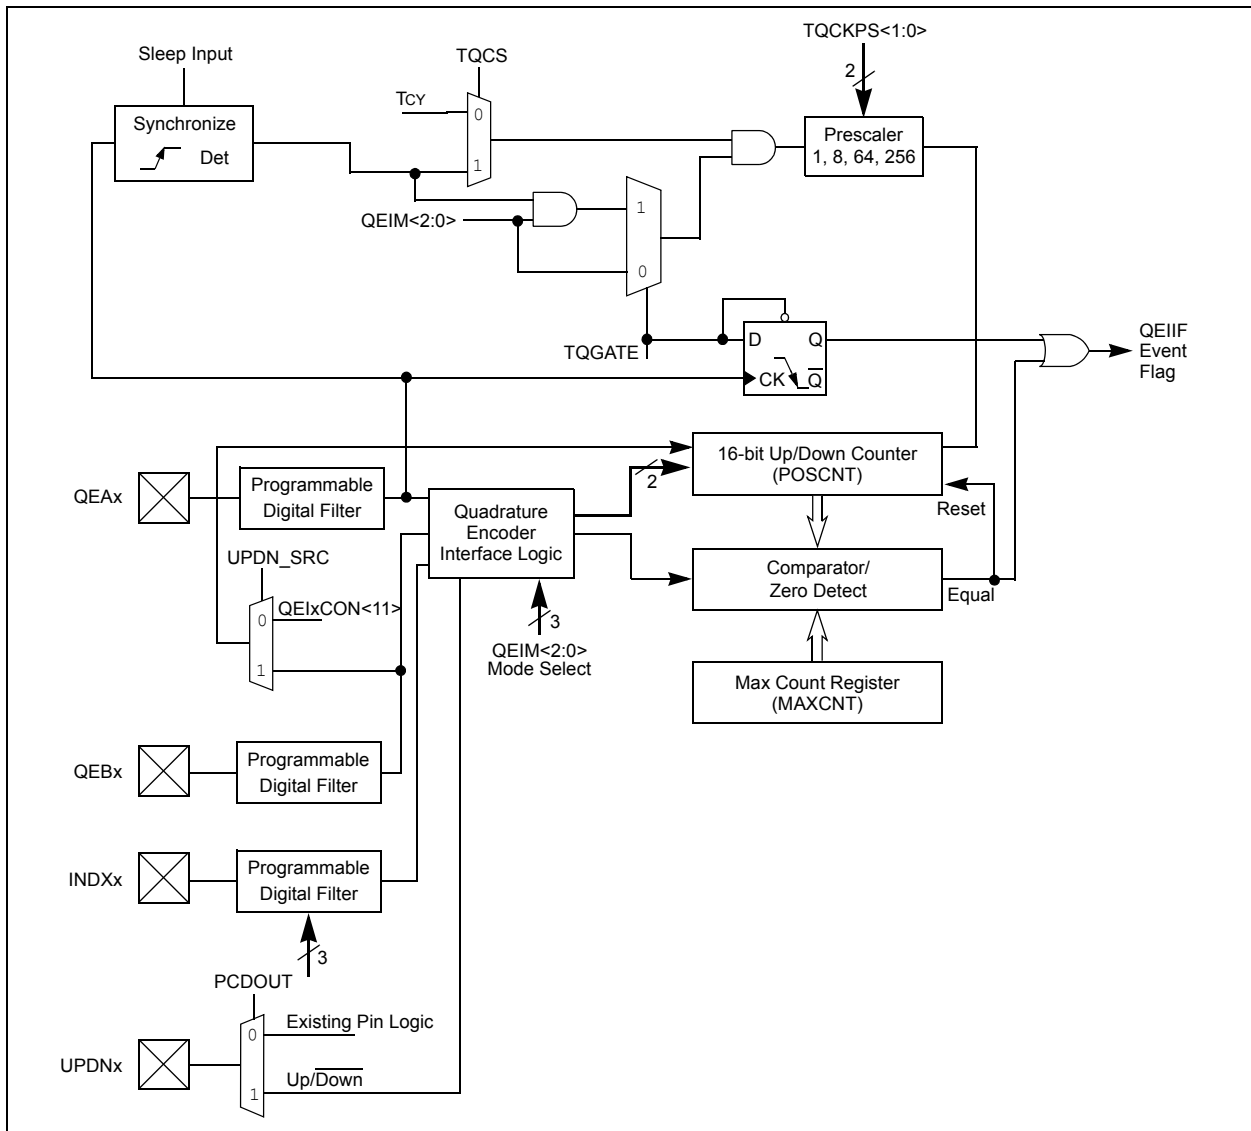 TQCKPS<1:0>
Sleep Input
TQCS
2
TCY
0
Synchronize
Det
1
Prescaler
1, 8, 64, 256
QEIM<2:0>
1
0
D
Q
CK
Q
TQGATE
QEIIF
Event
Flag
16-bit Up/Down Counter
(POSCNT)
2
QEAx
Programmable
Digital Filter
Quadrature
Encoder
Interface Logic
Reset
UPDN_SRC
Comparator/
Zero Detect
Equal
0
QEIxCON<11>
1
3
QEIM<2:0>
Mode Select
Max Count Register
(MAXCNT)
QEBx
Programmable
Digital Filter
INDXx
Programmable
Digital Filter
3
PCDOUT
0
Existing Pin Logic
UPDNx
Up/Down
1